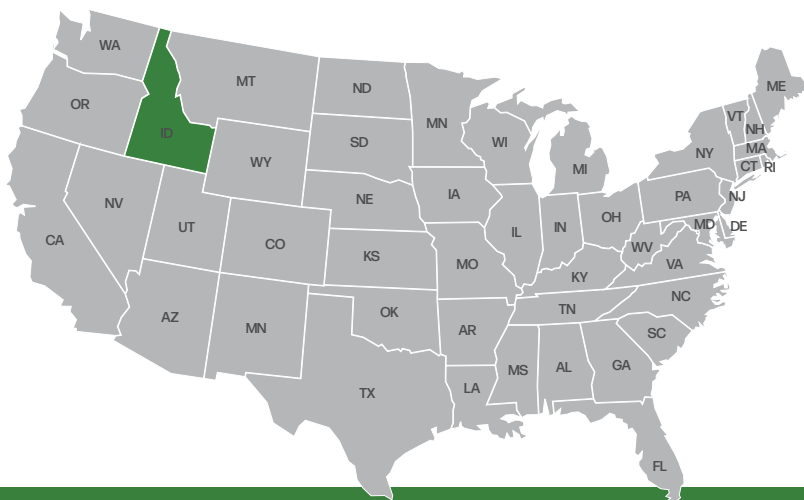 WA
MT
ND
MN
ME
OR
ID
SD
WI
VT
NH
NY
MA
WY
MI
CT
RI
NV
NE
IA
PA
NJ
UT
CO
IL
IN
OH
MD
DE
CA
KS
MO
WV
VA
KY
AZ
MN
OK
AR
TN
NC
SC
TX
LA
MS
AL
GA
FL